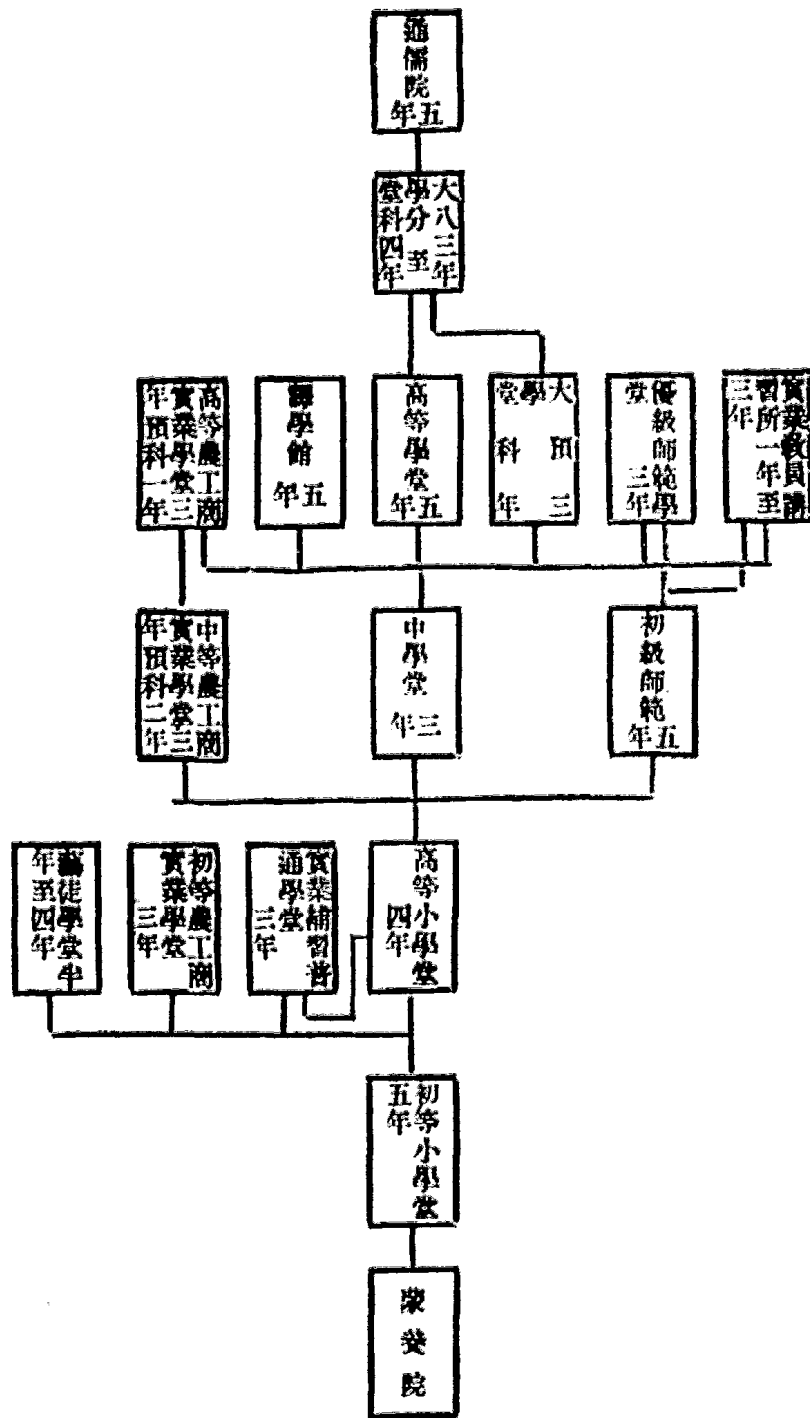 通儒院
五年
大學堂
八分科
三年至四年
實業教員講
習所一年至
三年
優級師範學
堂 三年
大學堂
預科
三年
高等學堂
五年
譯學館
五年
高等農工商
實業學堂三
年預科一年
初級師範
五年
中學堂
三年
中等農工商
實業學堂三
年預科二年
高等小學堂
四年
實業補習普
通學堂
三年
初等農工商
實業學堂
三年
藝徒學堂半
年至四年
初等小學堂
五年
蒙養院